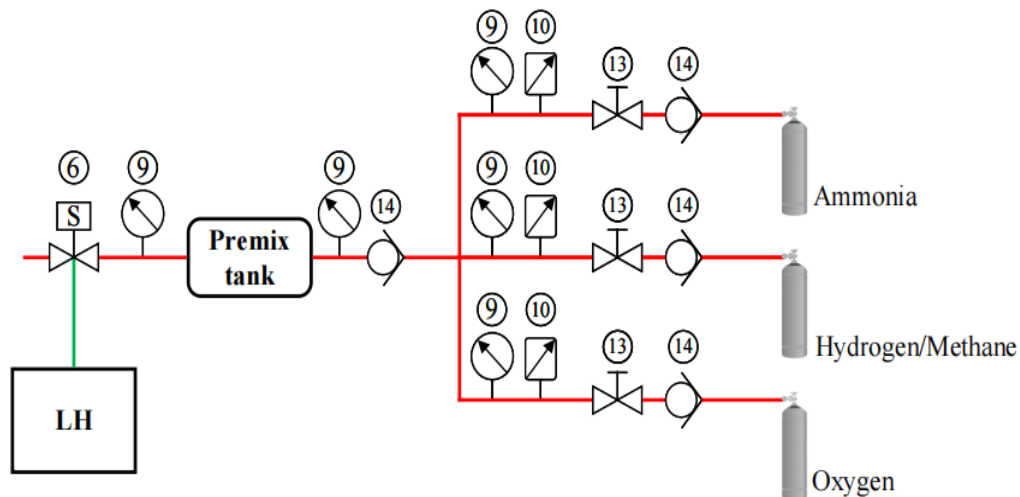 9 10 13 14
Ammonia
6 9 9 14 9 10 13 14
S
Premix
tank
Hydrogen/Methane
9 10 13 14
LH
Oxygen